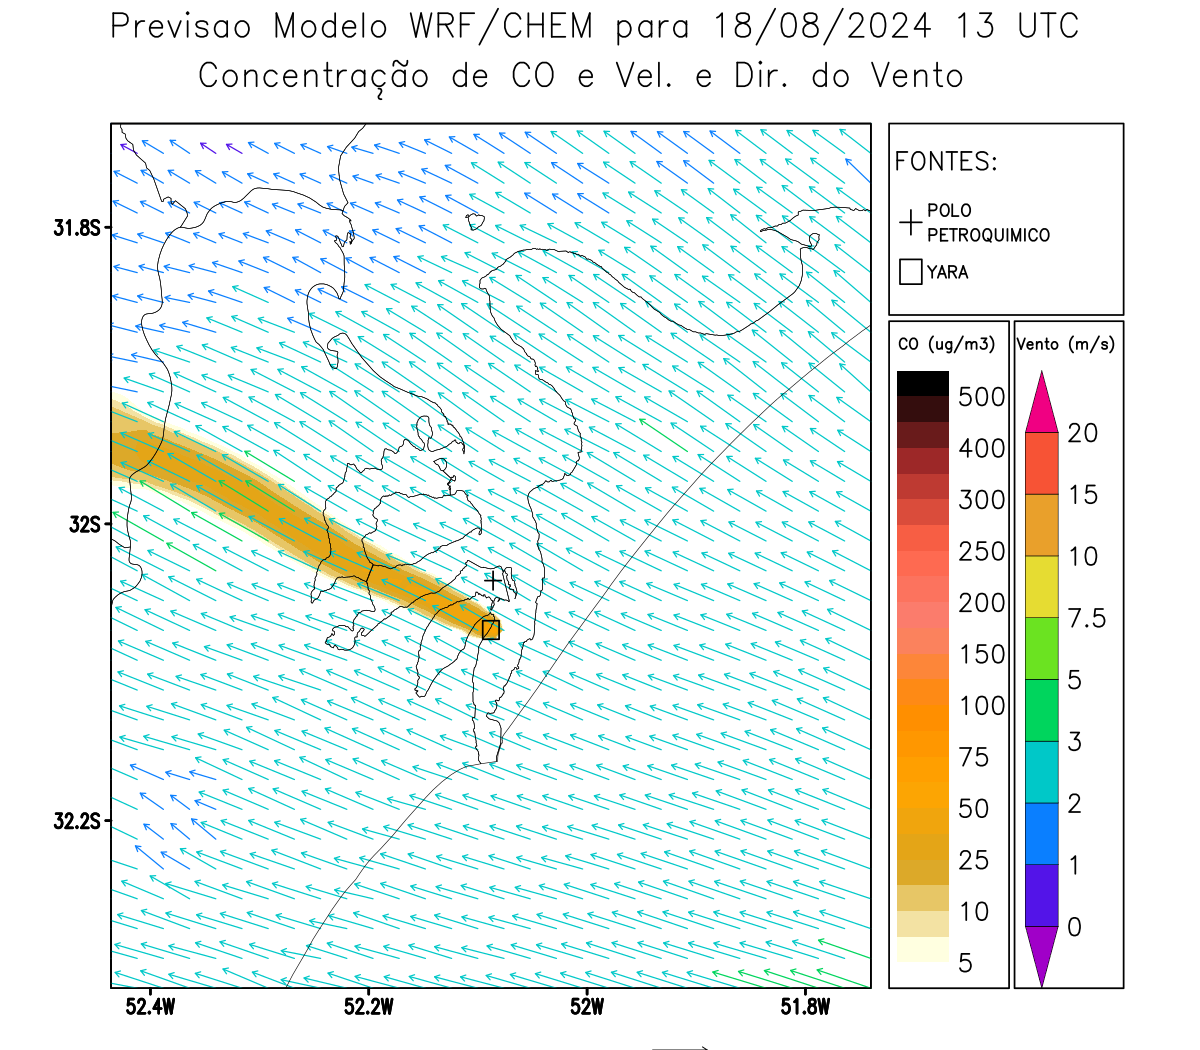 Previsao Modelo WRF/CHEM para 18/08/2024 13 UTC
Concentração de CO e Vel. e Dir. do Vento
FONTES:
POLO
PETROQUIMICO
YARA
CO (ug/m3)
500
400
300
250
200
150
100
75
50
25
10
5
Vento (m/s)
20
15
10
7.5
5
3
2
1
0
31.8S
32S
32.2S
52.4W
52.2W
52W
51.8W